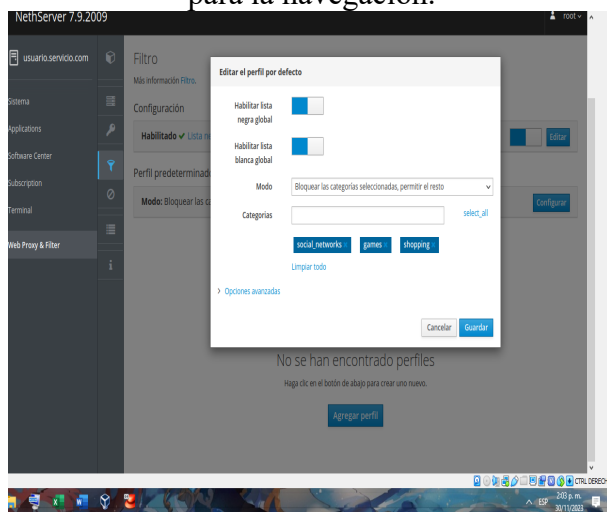 para la navegación.
NethServer 7.9.2009
root
usuario.servicio.com
Sistema
Applications
Software Center
Subscription
Terminal
Web Proxy & Filter
Filtro
Más información Filtro.
Configuración
Habilitado ✓ Lista
Editar
Perfil predeterminad
Modo: Bloquear las ca
Configurar
Editar el perfil por defecto
Habilitar lista
negra global
Habilitar lista
blanca global
Modo
Bloquear las categorías seleccionadas, permitir el resto
Categorias
select_all
social_networks
games
shopping
Limpiar todo
> Opciones avanzadas
Cancelar
Guardar
No se han encontrado perfiles
Haga clic en el botón de abajo para crear uno nuevo.
Agregar perfil
CTRL DERECH
ESP
2:03 p. m.
30/11/2023